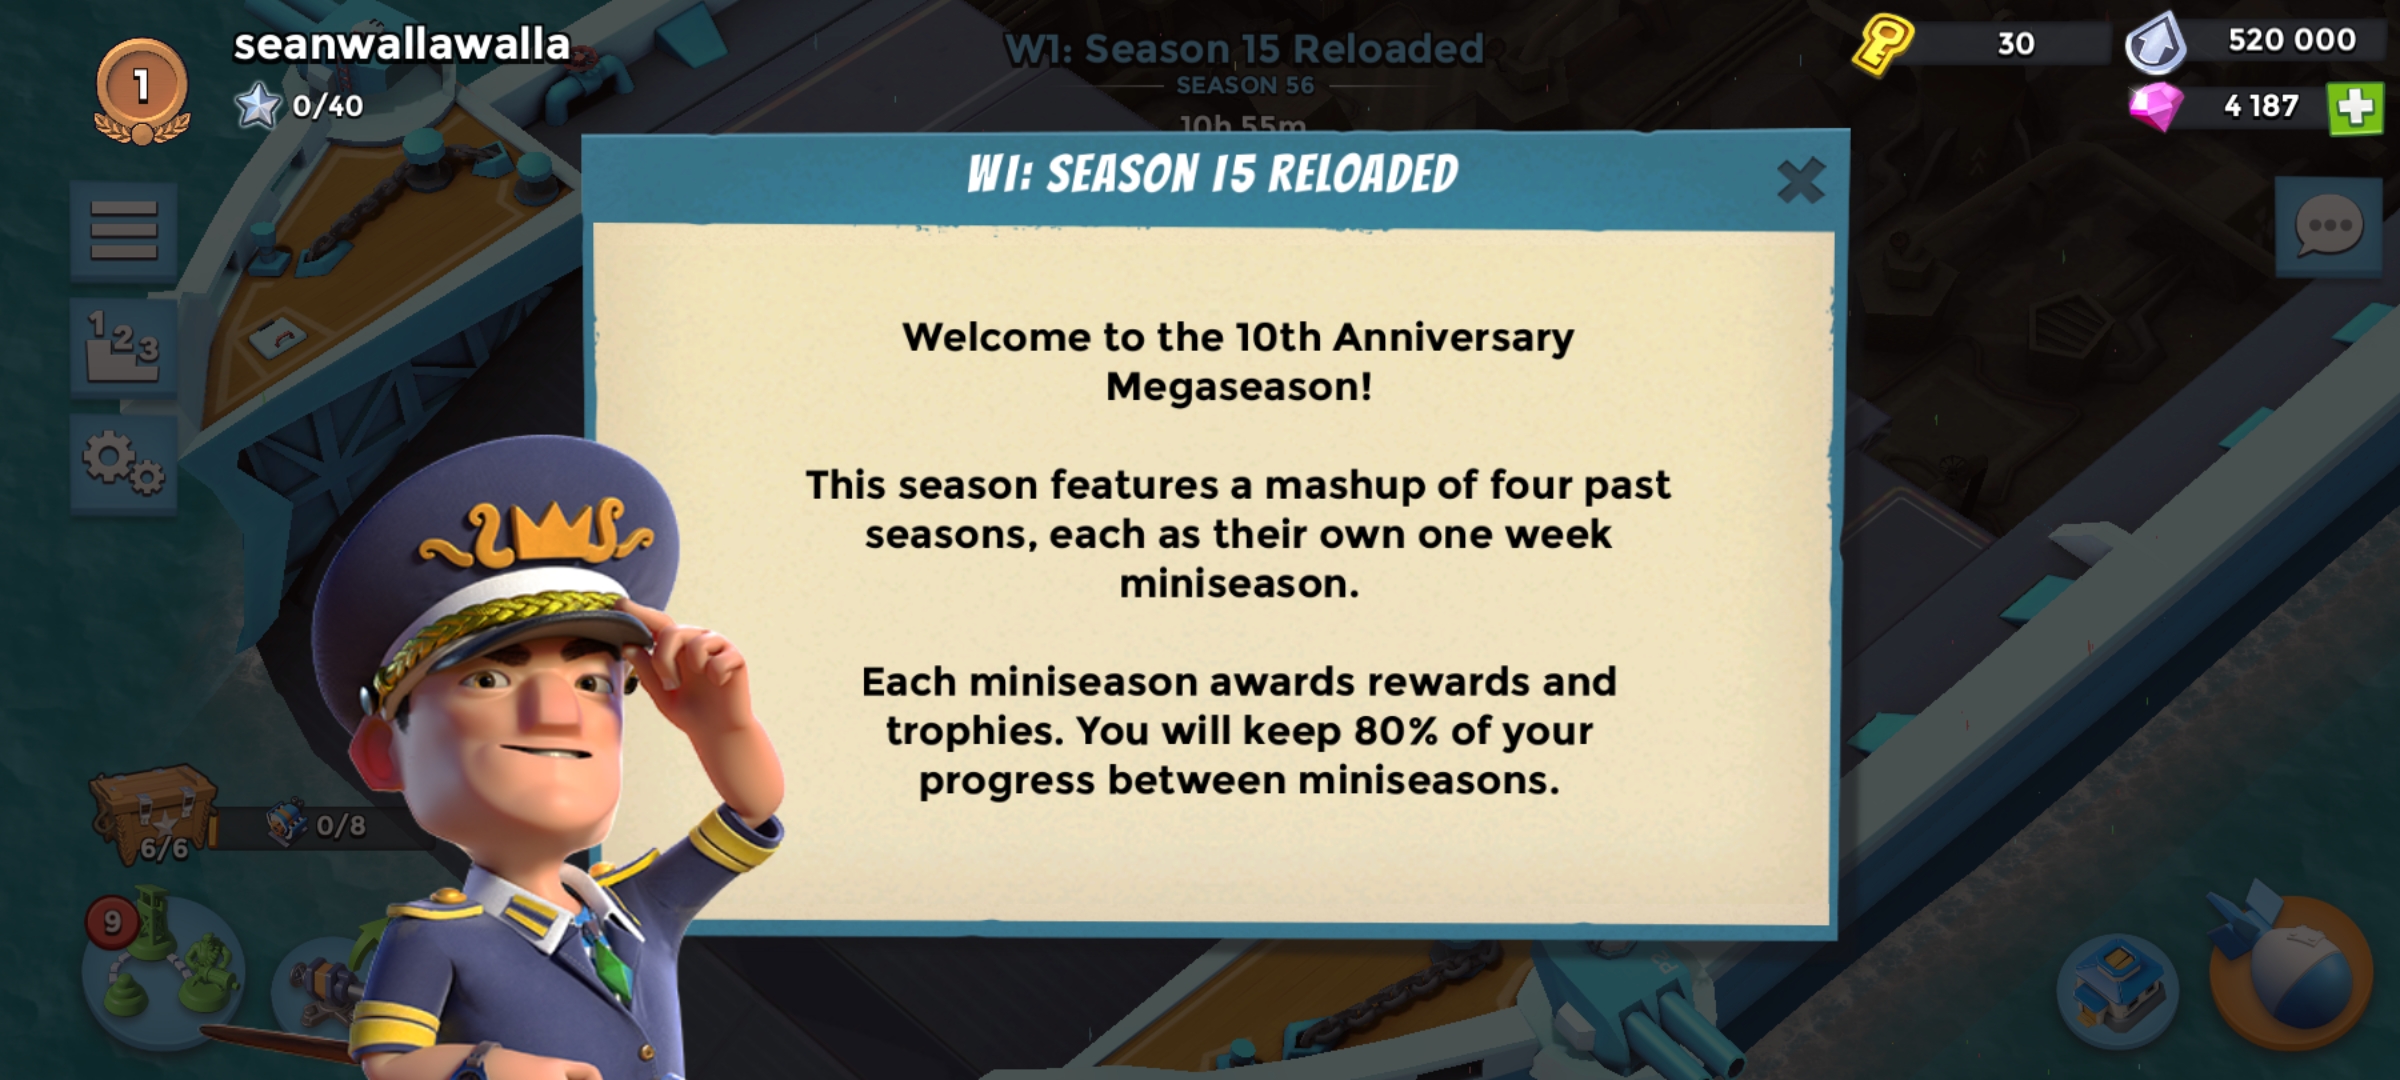 1
seanwallawalla
0/40
W1: Season 15 Reloaded
SEASON 56
10h 55m
30
520 000
4 187
W1: SEASON 15 RELOADED
1 2 3
Welcome to the 10th Anniversary
Megaseason!
This season features a mashup of four past
seasons, each as their own one week
miniseason.
Each miniseason awards rewards and
trophies. You will keep 80% of your
progress between miniseasons.
6/6
0/8
9